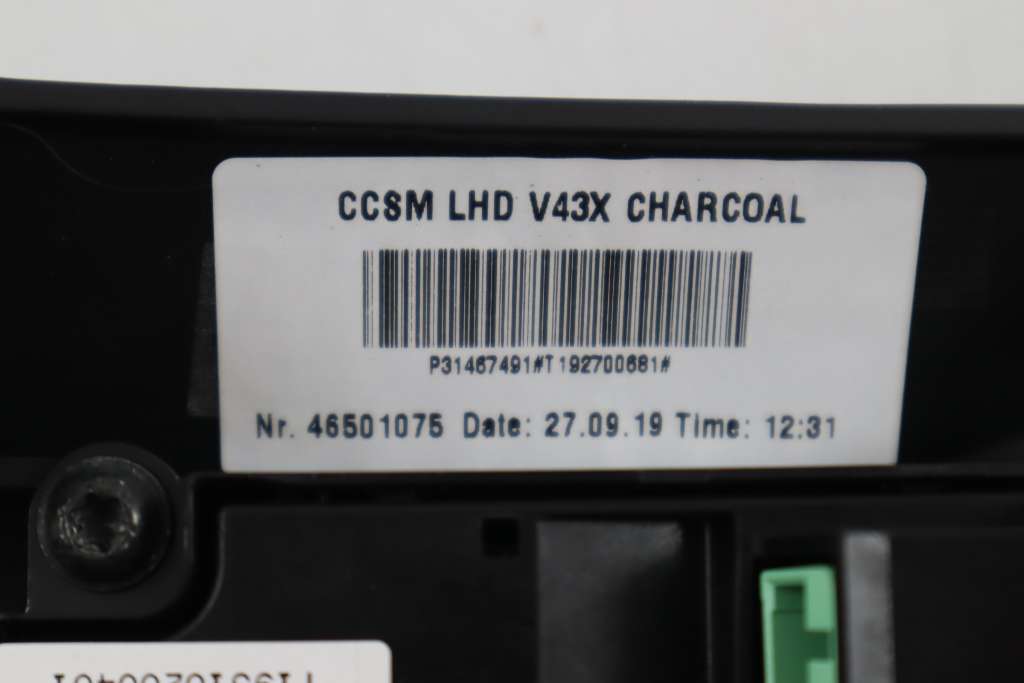 CCSM LHD V43X CHARCOAL
P31467491#T192700681#
Nr. 46501075 Date: 27.09.19 Time: 12:31